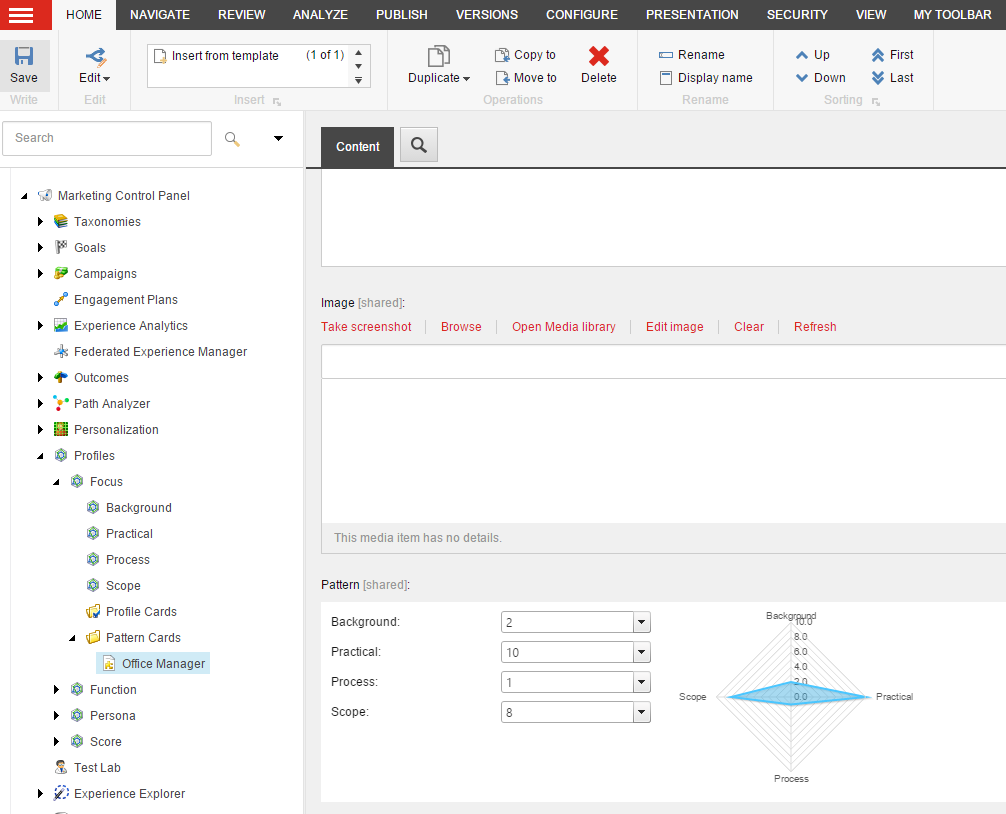 HOME NAVIGATE REVIEW ANALYZE PUBLISH VERSIONS CONFIGURE PRESENTATION SECURITY VIEW MY TOOLBAR
Save
Write
Edit
Edit
Insert from template (1 of 1)
Insert
Duplicate
Copy to
Move to
Delete
Operations
Rename
Display name
Rename
Up
Down
First
Last
Sorting
Search
Marketing Control Panel
Taxonomies
Goals
Campaigns
Engagement Plans
Experience Analytics
Federated Experience Manager
Outcomes
Path Analyzer
Personalization
Profiles
Focus
Background
Practical
Process
Scope
Profile Cards
Pattern Cards
Office Manager
Function
Persona
Score
Test Lab
Experience Explorer
Content
Image [shared]:
Take screenshot Browse Open Media library Edit image Clear Refresh
This media item has no details.
Pattern [shared]:
Background: 2
Practical: 10
Process: 1
Scope: 8
Background
10.0
8.0
6.0
4.0
2.0
0.0
Scope
Practical
Process